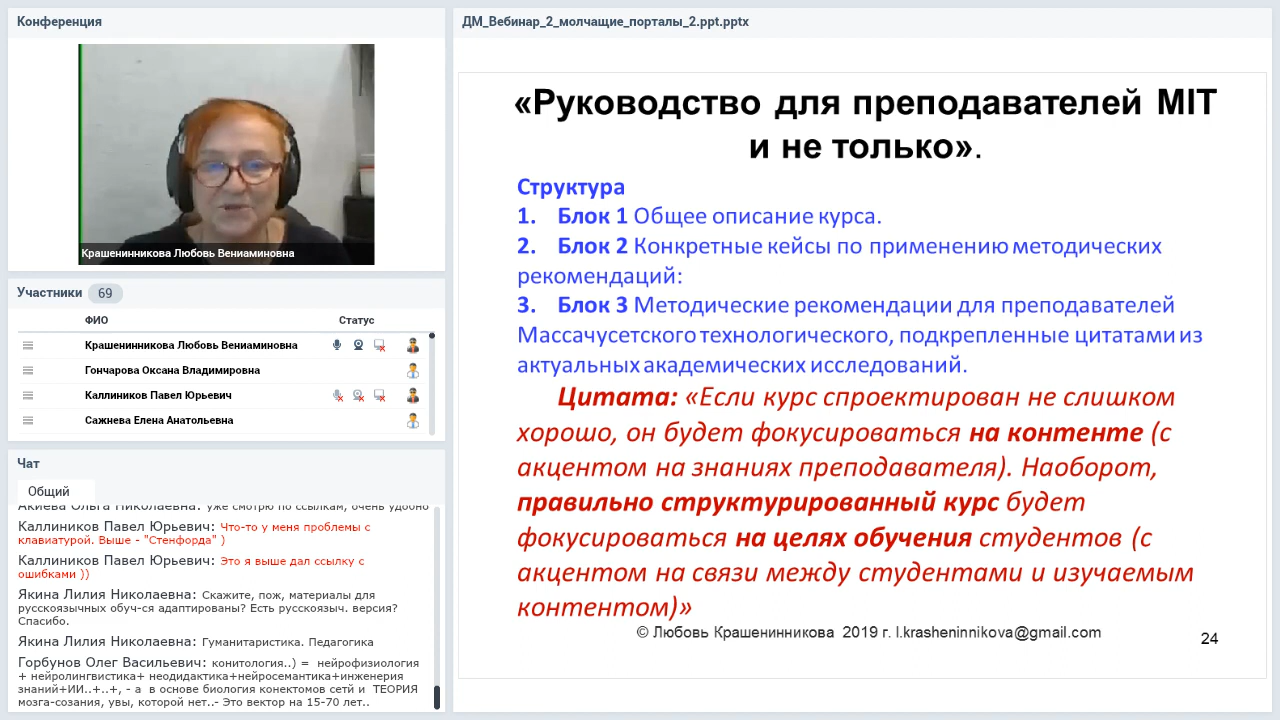 Конференция
Крашенинникова Любовь Вениаминовна
Участники 69
ФИО Статус
Крашенинникова Любовь Вениаминовна
Гончарова Оксана Владимировна
Каллиников Павел Юрьевич
Сажнева Елена Анатольевна
Чат
Общий
Акиева Ольга Николаевна: уже смотрю по ссылкам, очень удобно
Каллиников Павел Юрьевич: Что-то у меня проблемы с
клавиатурой. Выше - "Стенфорда" )
Каллиников Павел Юрьевич: Это я выше дал ссылку с
ошибками ))
Якина Лилия Николаевна: Скажите, пож, материалы для
русскоязычных обуч-ся адаптированы? Есть русскоязыч. версия?
Спасибо.
Якина Лилия Николаевна: Гуманитаристика. Педагогика
Горбунов Олег Васильевич: конитология..) = нейрофизиология
+ нейролингвистика+ неодидактика+нейросемантика+инженерия
знаний+ИИ..+..+, - а в основе биология конектомов сетй и ТЕОРИЯ
мозга-созания, увы, которой нет..- Это вектор на 15-70 лет..
ДМ_Вебинар_2_молчащие_порталы_2.ppt.pptx
«Руководство для преподавателей MIT
и не только».
Структура
1. Блок 1 Общее описание курса.
2. Блок 2 Конкретные кейсы по применению методических
рекомендаций:
3. Блок 3 Методические рекомендации для преподавателей
Массачусетского технологического, подкрепленные цитатами из
актуальных академических исследований.
Цитата: «Если курс спроектирован не слишком
хорошо, он будет фокусироваться на контенте (с
акцентом на знаниях преподавателя). Наоборот,
правильно структурированный курс будет
фокусироваться на целях обучения студентов (с
акцентом на связи между студентами и изучаемым
контентом)»
© Любовь Крашенинникова 2019 г. l.krasheninnikova@gmail.com
24